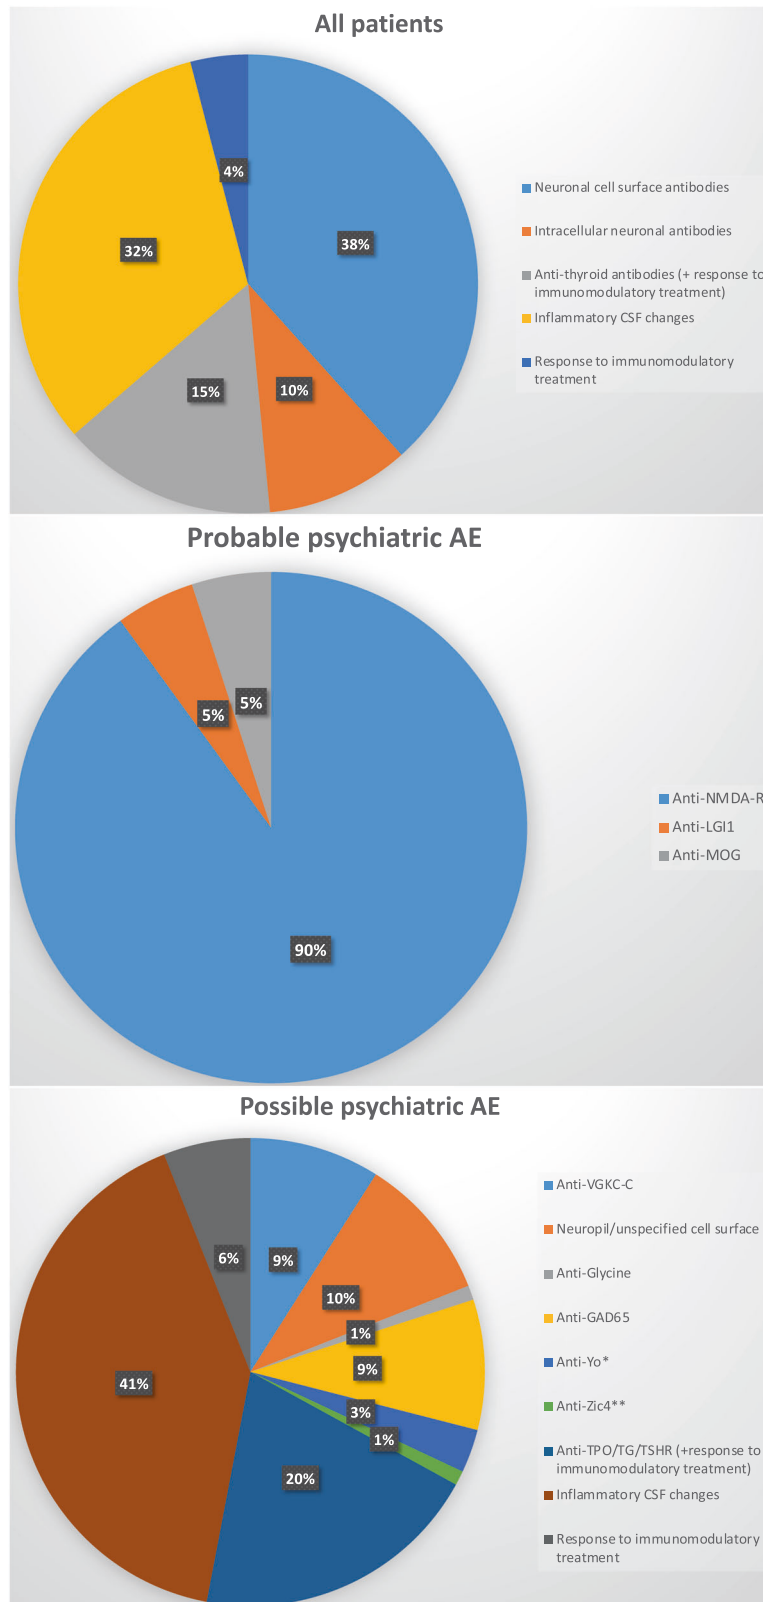 All patients
4%
38%
32%
15%
10%
Neuronal cell surface antibodies
Intracellular neuronal antibodies
Anti-thyroid antibodies (+ response to
immunomodulatory treatment)
Inflammatory CSF changes
Response to immunomodulatory
treatment
Probable psychiatric AE
5%
5%
90%
Anti-NMDA-R
Anti-LGI1
Anti-MOG
Possible psychiatric AE
6%
9%
10%
1%
9%
41%
3%
1%
20%
Anti-VGKC-C
Neuropil/unspecified cell surface
Anti-Glycine
Anti-GAD65
Anti-Yo*
Anti-Zic4**
Anti-TPO/TG/TSHR (+response to
immunomodulatory treatment)
Inflammatory CSF changes
Response to immunomodulatory
treatment